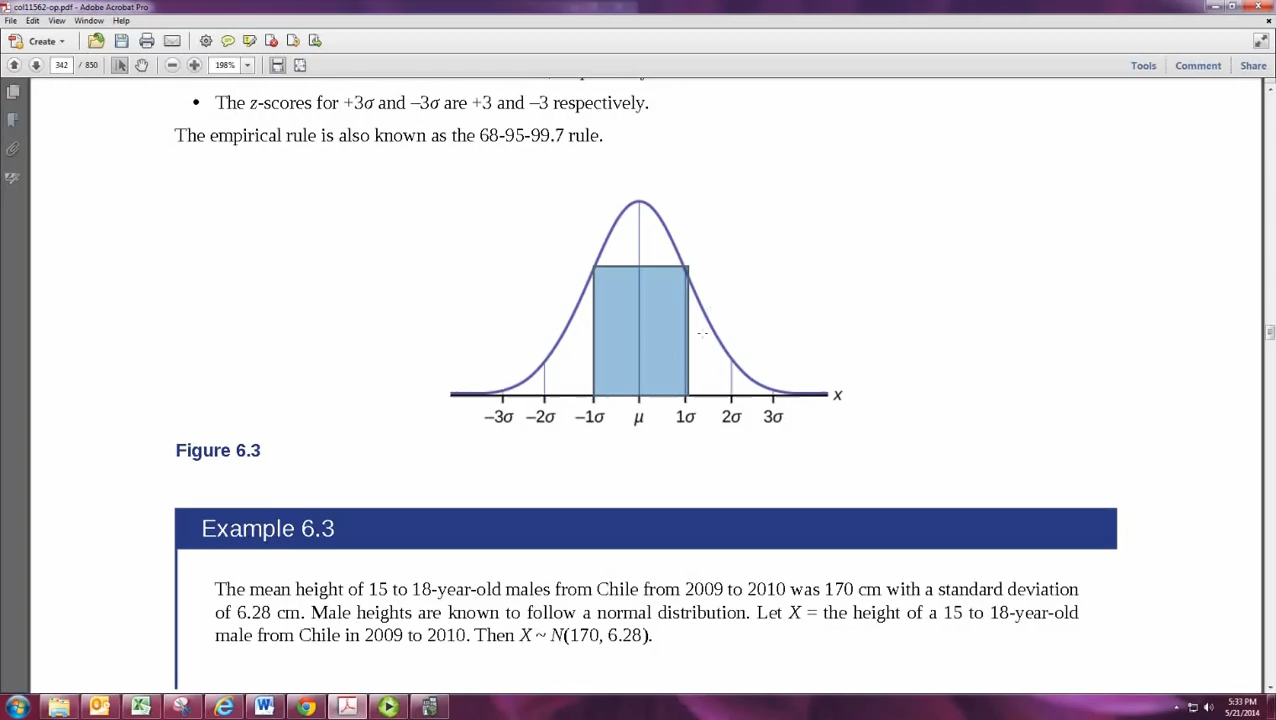 col11562-op.pdf - Adobe Acrobat Pro
File Edit View Window Help
Create
342 / 850 198% Tools Comment Share
• The z-scores for +3σ and –3σ are +3 and –3 respectively.
The empirical rule is also known as the 68-95-99.7 rule.
x
–3σ –2σ –1σ μ 1σ 2σ 3σ
Figure 6.3
Example 6.3
The mean height of 15 to 18-year-old males from Chile from 2009 to 2010 was 170 cm with a standard deviation
of 6.28 cm. Male heights are known to follow a normal distribution. Let X = the height of a 15 to 18-year-old
male from Chile in 2009 to 2010. Then X ~ N(170, 6.28).
5:33 PM
5/21/2014